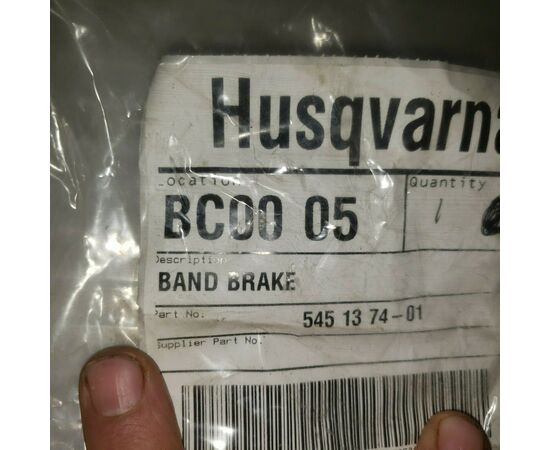 Husqvarna
Location Quantity
BC00 05 1
Description
BAND BRAKE
Part No. 545 13 74-01
Supplier Part No.